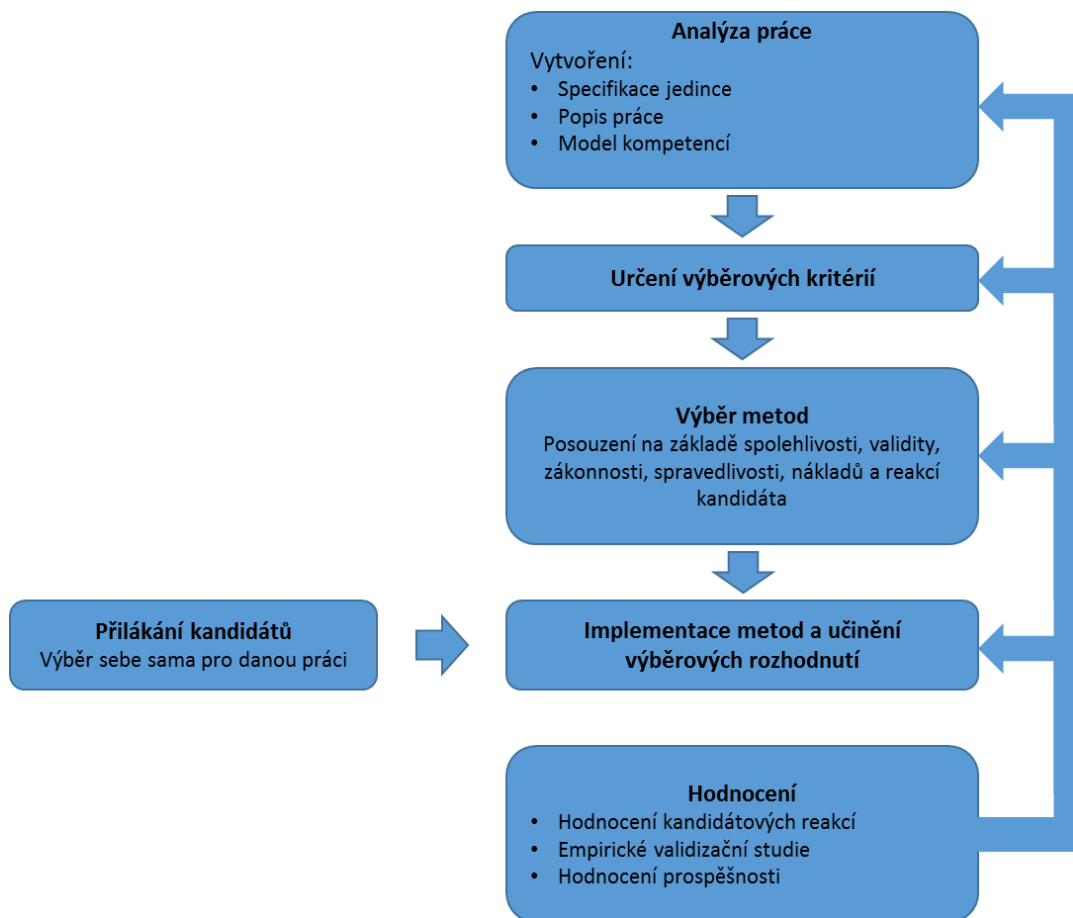 Analýza práce
Vytvoření:
• Specifikace jedince
• Popis práce
• Model kompetencí
Určení výběrových kritérií
Výběr metod
Posouzení na základě spolehlivosti, validity,
zákonnosti, spravedlivosti, nákladů a reakcí
kandidáta
Přilákání kandidátů
Výběr sebe sama pro danou práci
Implementace metod a učinění
výběrových rozhodnutí
Hodnocení
• Hodnocení kandidátových reakcí
• Empirické validizační studie
• Hodnocení prospěšnosti